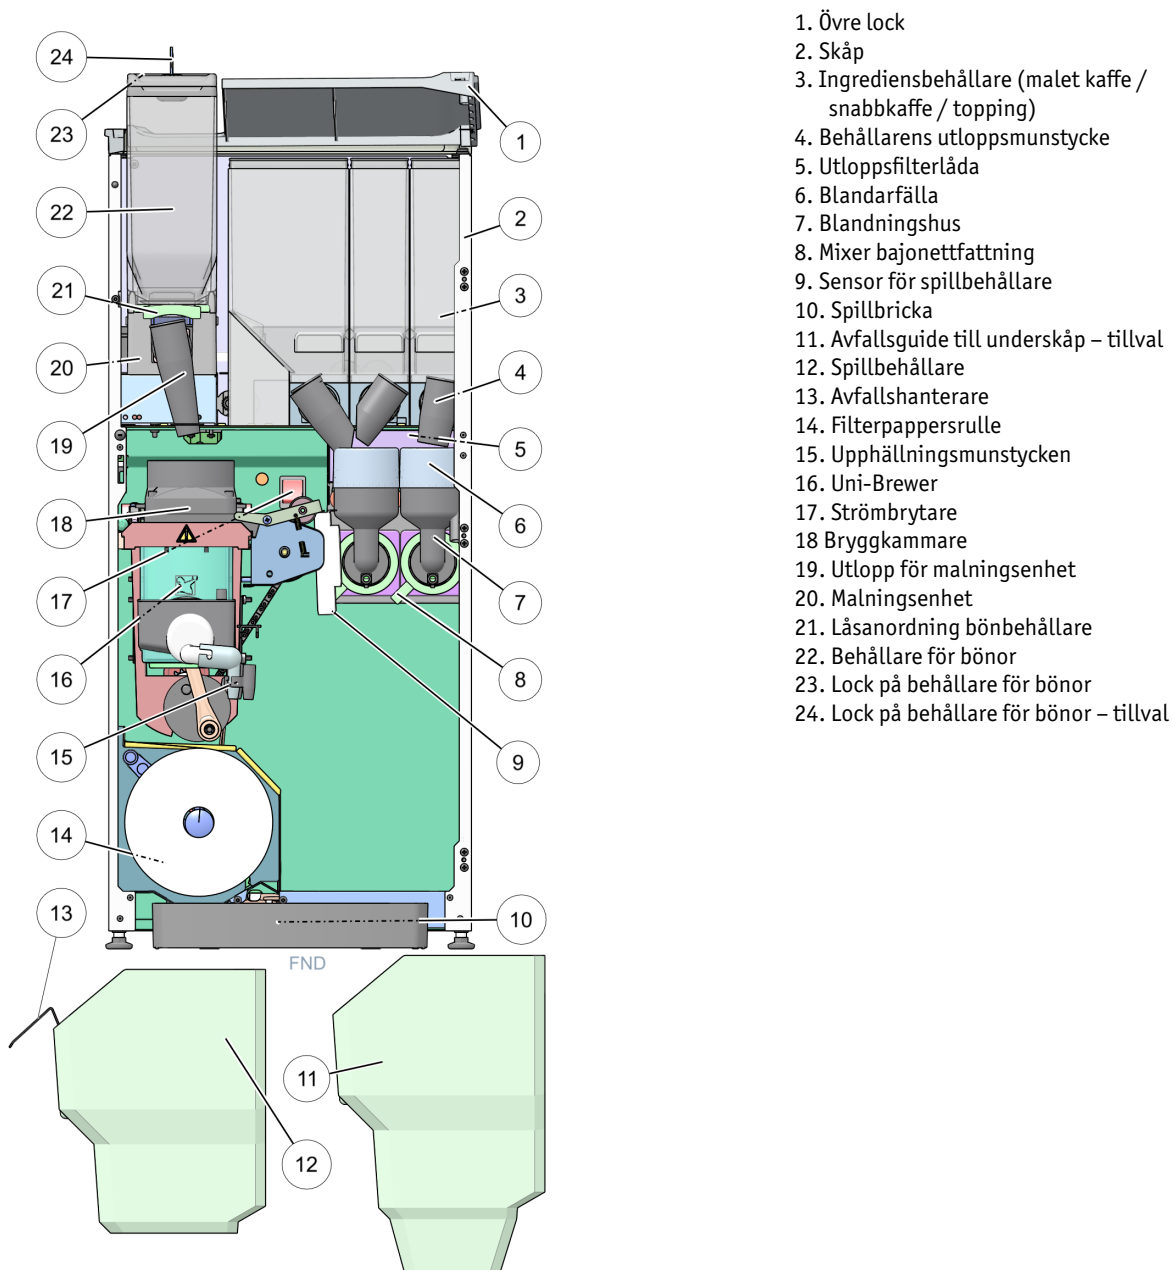 1. Övre lock
2. Skåp
3. Ingrediensbehållare (malet kaffe /
snabbkaffe / topping)
4. Behållarens utloppsmunstycke
5. Utloppsfilterlåda
6. Blandarfälla
7. Blandningshus
8. Mixer bajonettfattning
9. Sensor för spillbehållare
10. Spillbricka
11. Avfallsguide till underskåp – tillval
12. Spillbehållare
13. Avfallshanterare
14. Filterpappersrulle
15. Upphällningsmunstycken
16. Uni-Brewer
17. Strömbrytare
18 Bryggkammare
19. Utlopp för malningsenhet
20. Malningsenhet
21. Låsanordning bönbehållare
22. Behållare för bönor
23. Lock på behållare för bönor
24. Lock på behållare för bönor – tillval
24
23
22
21
20
19
18
17
16
15
14
13
1
2
3
4
5
6
7
8
9
10
FND
11
12